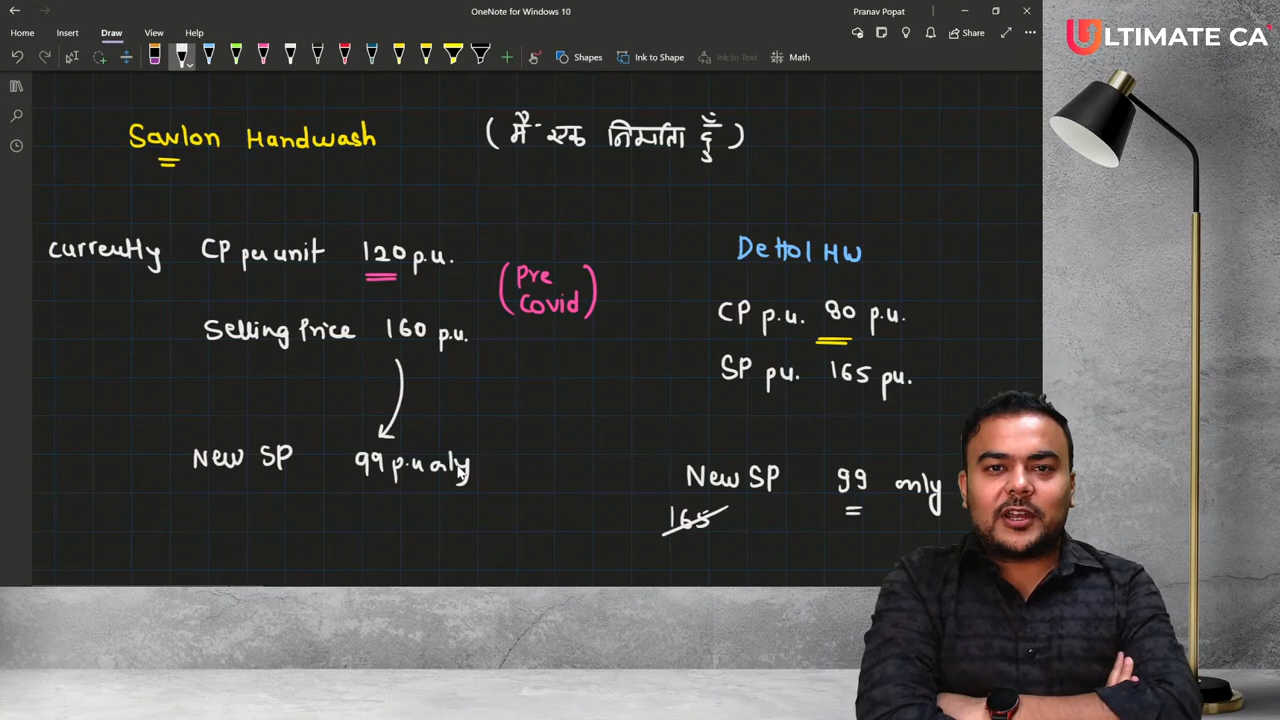 OneNote for Windows 10
Pranav Popat
Home Insert Draw View Help
Share
Shapes Ink to Shape Ink to Text Math
ULTIMATE CA
Savlon Handwash (मैं एक निर्माता हूँ)
Currently CP per unit 120 p.u.
(Pre Covid)
Selling Price 160 p.u.
New SP 99 p.u only
Dettol HW
CP p.u. 80 p.u.
SP pu. 165 pu.
New SP 99 only
165